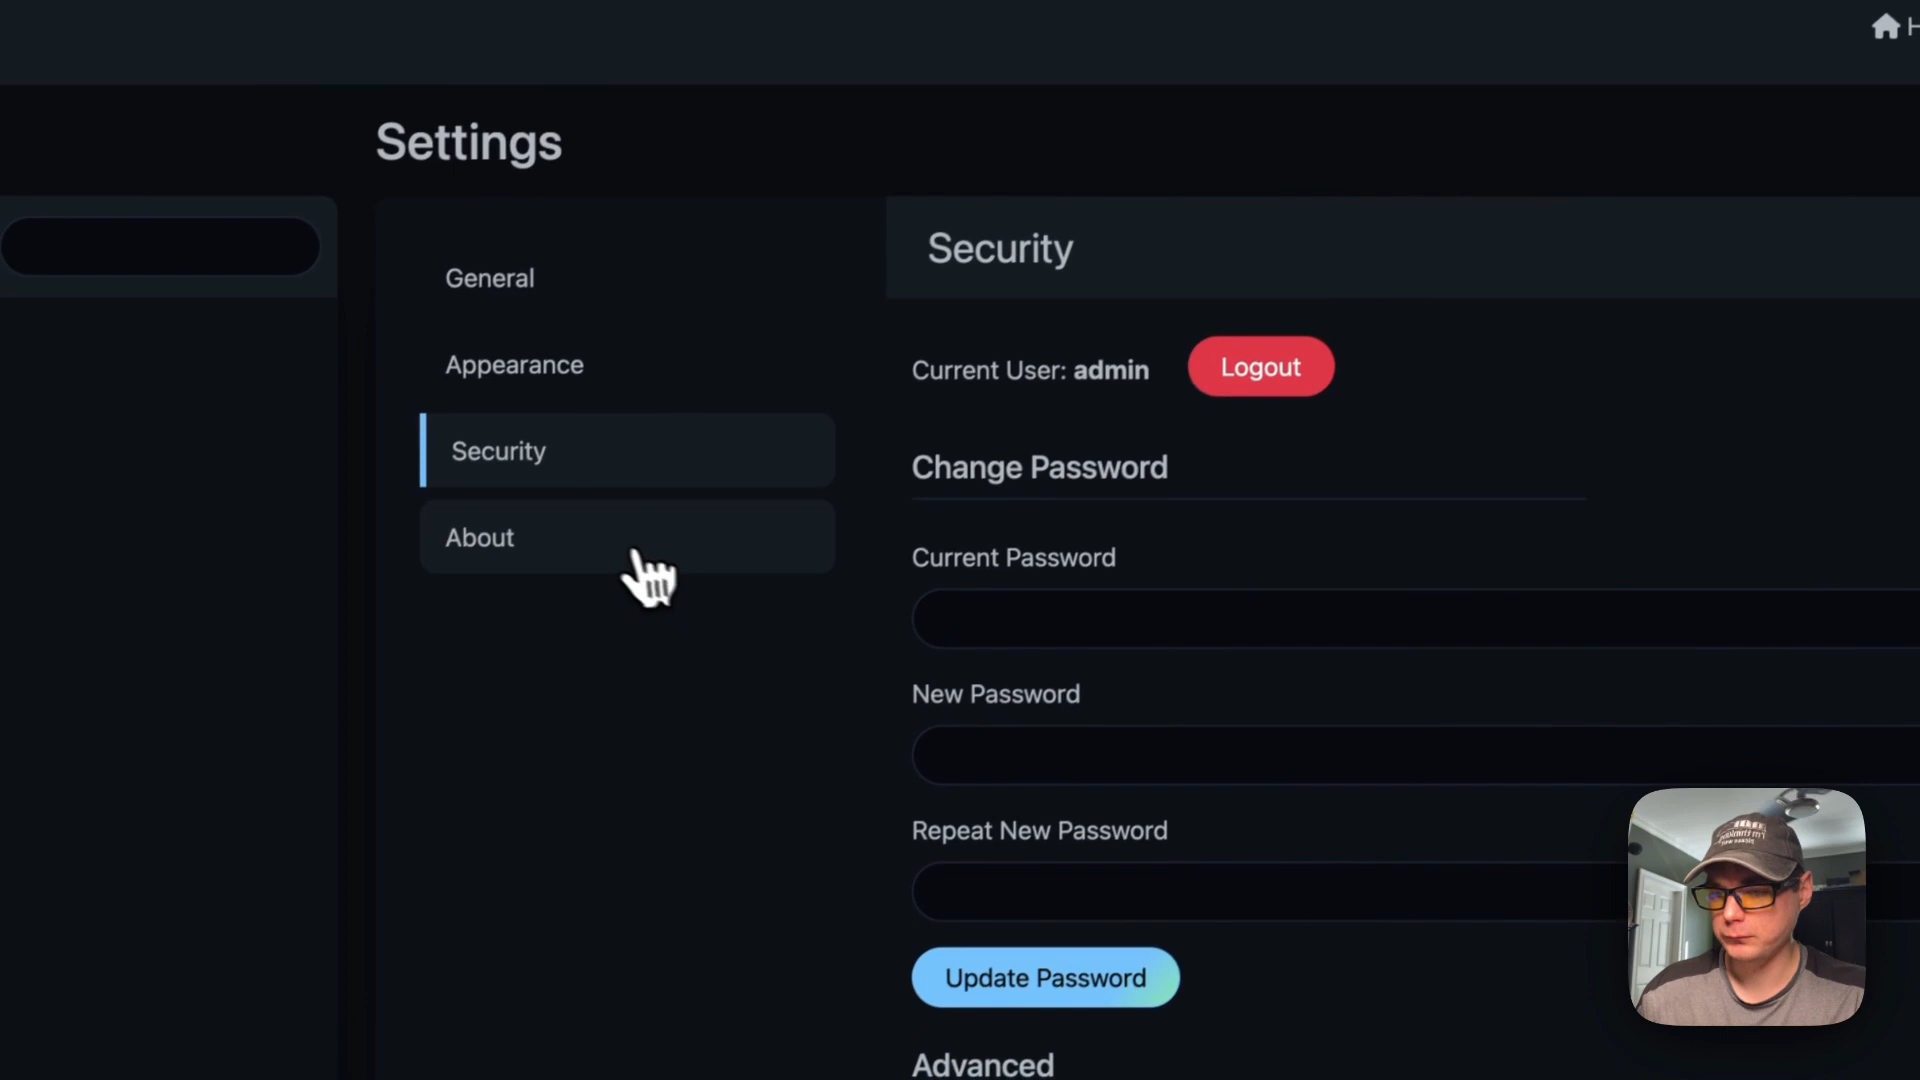 H
Settings
General
Appearance
Security
About
Security
Current User: admin
Logout
Change Password
Current Password
New Password
Repeat New Password
Update Password
Advanced